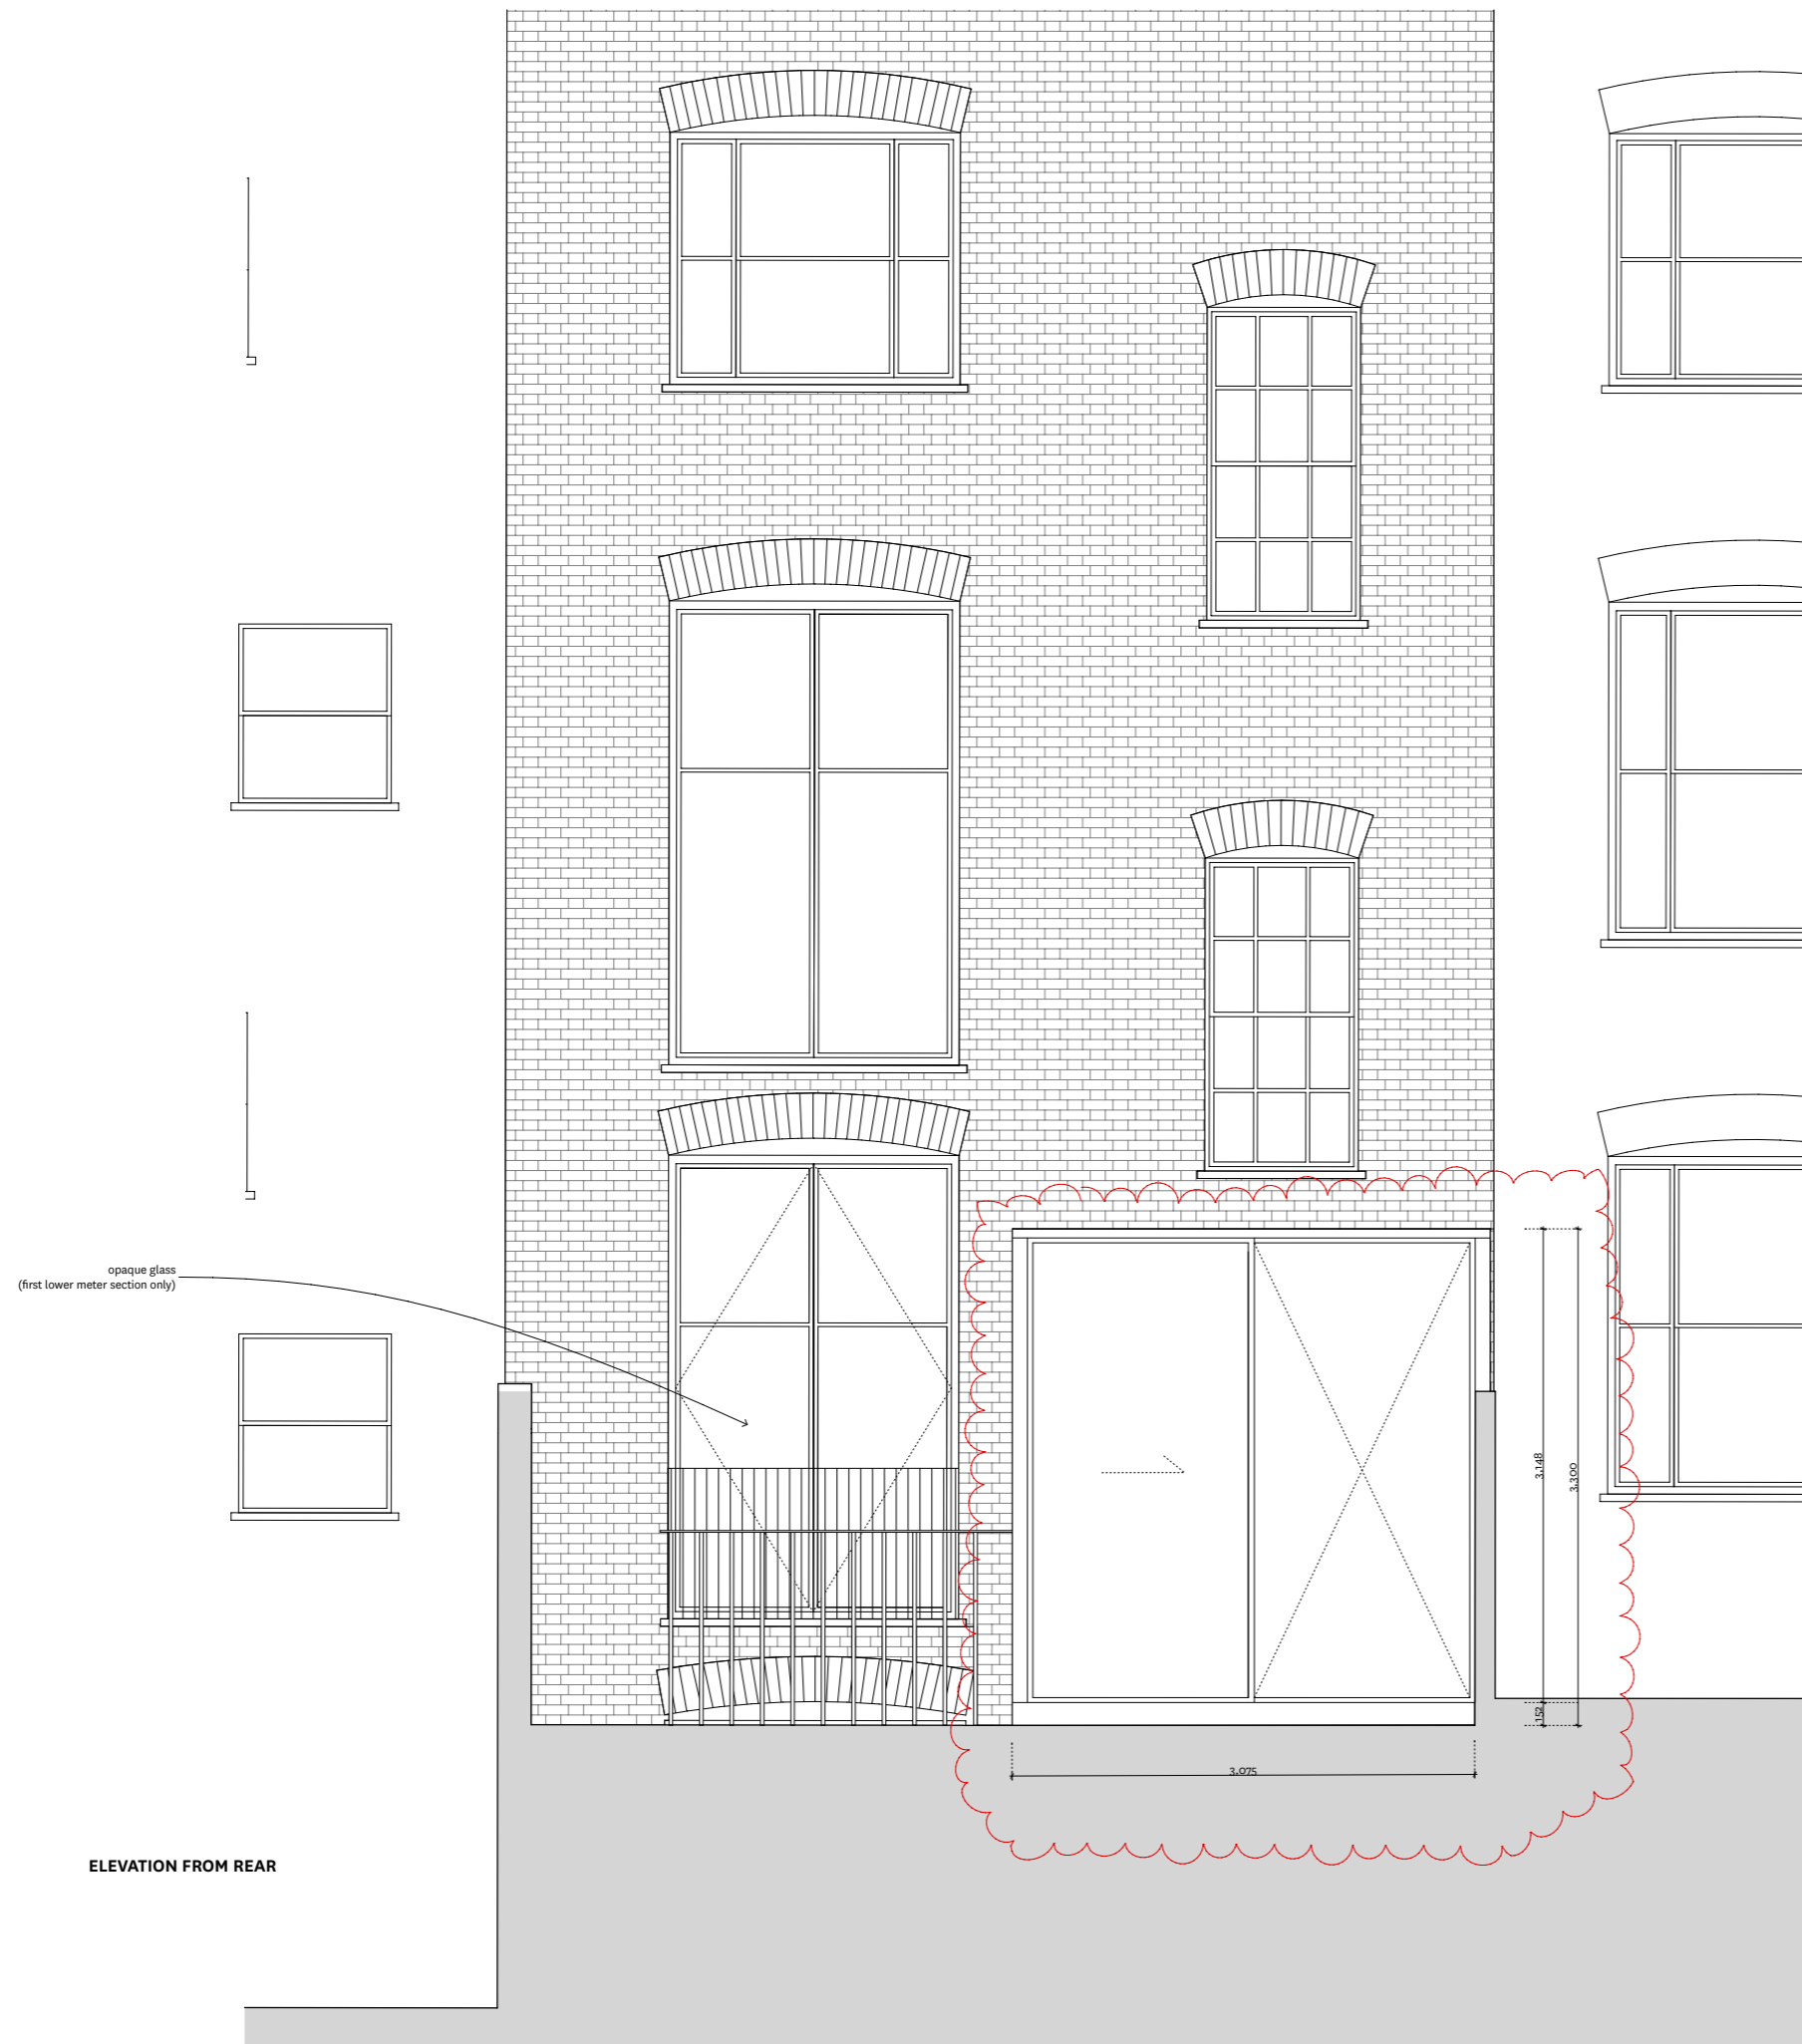 opaque glass
(first lower meter section only)
3,148
3,300
152
3,075
ELEVATION FROM REAR